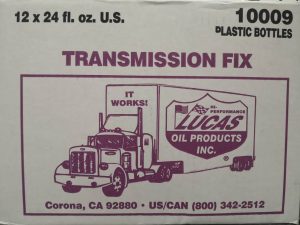 12 x 24 fl. oz. U.S.
10009
PLASTIC BOTTLES
TRANSMISSION FIX
IT
WORKS!
HI-
PERFORMANCE
LUCAS
OIL PRODUCTS
INC.
®
Corona, CA 92880 • US/CAN (800) 342-2512